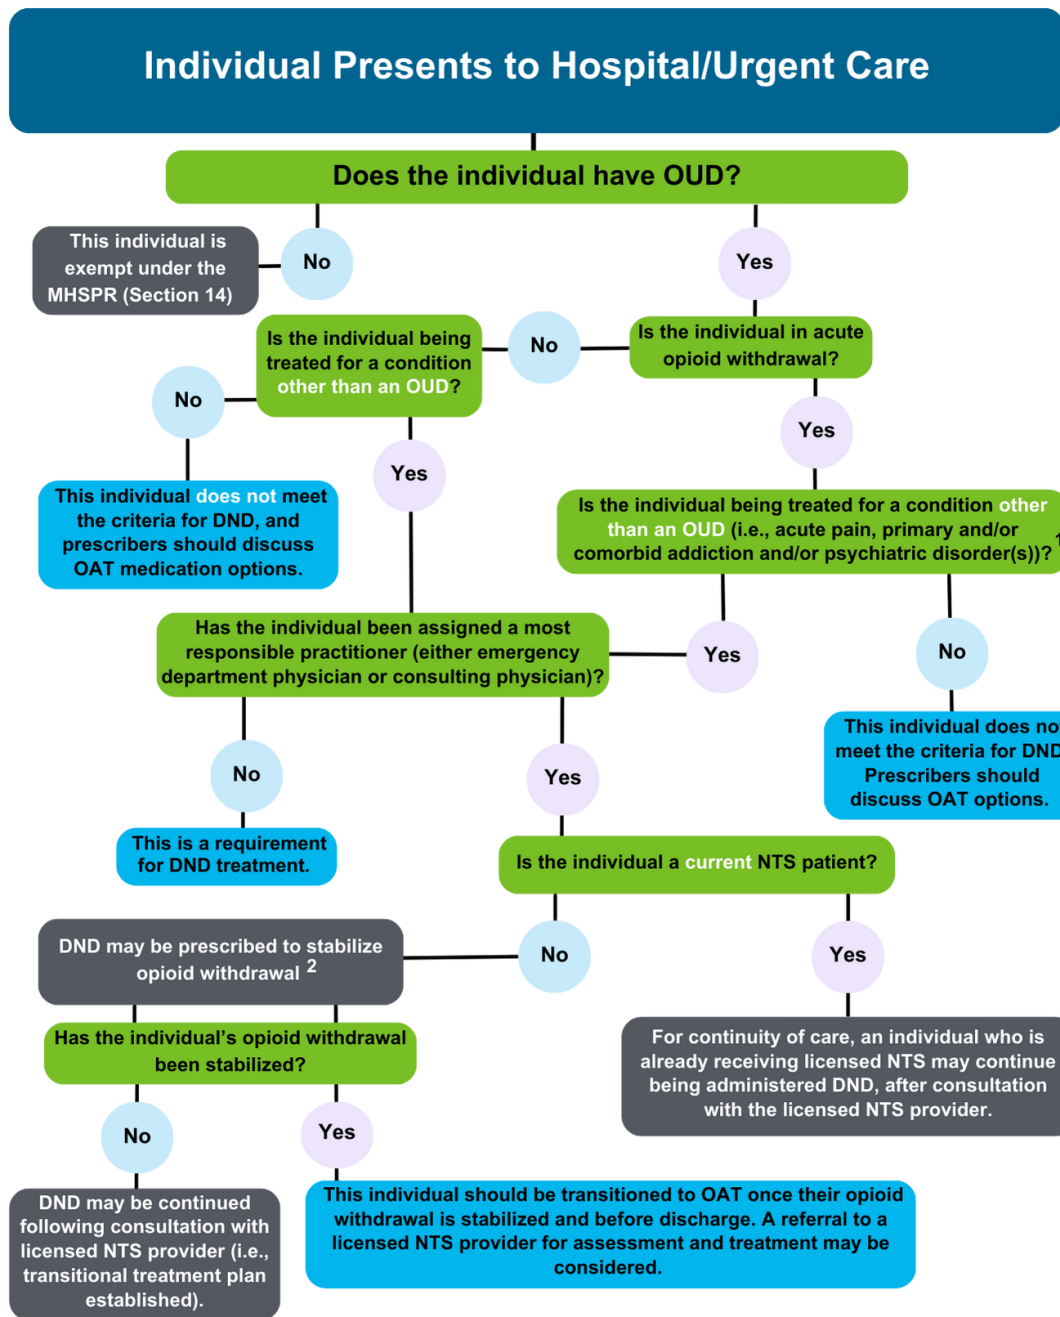 Individual Presents to Hospital/Urgent Care
Does the individual have OUD?
This individual is
exempt under the
MHSPR (Section 14)
No
Yes
Is the individual being
treated for a condition
other than an OUD?
No
Is the individual in acute
opioid withdrawal?
No
Yes
Yes
This individual does not meet
the criteria for DND, and
prescribers should discuss
OAT medication options.
Is the individual being treated for a condition other
than an OUD (i.e., acute pain, primary and/or
comorbid addiction and/or psychiatric disorder(s))? 1
Has the individual been assigned a most
responsible practitioner (either emergency
department physician or consulting physician)?
Yes
No
This individual does not
meet the criteria for DND
Prescribers should
discuss OAT options.
No
Yes
This is a requirement
for DND treatment.
Is the individual a current NTS patient?
DND may be prescribed to stabilize
opioid withdrawal 2
No
Yes
Has the individual's opioid withdrawal
been stabilized?
For continuity of care, an individual who is
already receiving licensed NTS may continue
being administered DND, after consultation
with the licensed NTS provider.
No
Yes
DND may be continued
following consultation with
licensed NTS provider (i.e.,
transitional treatment plan
established).
This individual should be transitioned to OAT once their opioid
withdrawal is stabilized and before discharge. A referral to a
licensed NTS provider for assessment and treatment may be
considered.